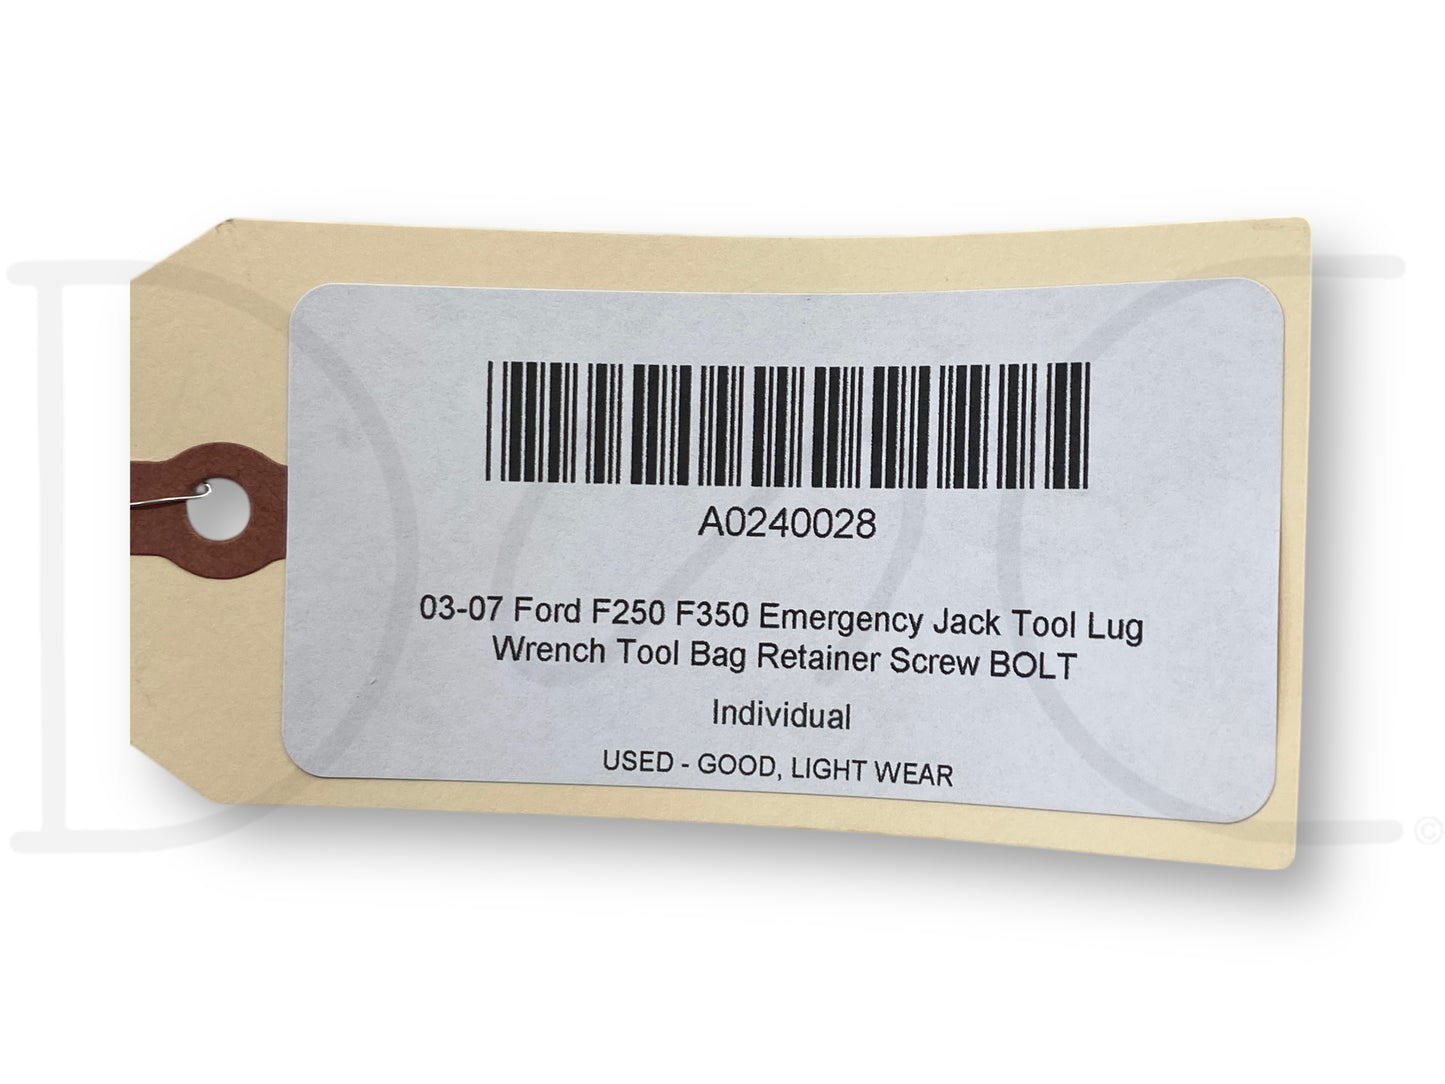 A0240028
03-07 Ford F250 F350 Emergency Jack Tool Lug
Wrench Tool Bag Retainer Screw BOLT
Individual
USED - GOOD, LIGHT WEAR
©